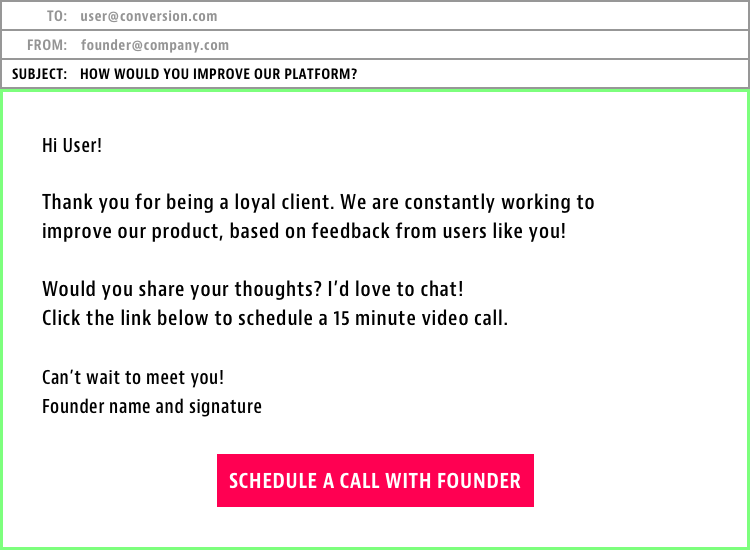 TO: user@conversion.com
FROM: founder@company.com
SUBJECT: HOW WOULD YOU IMPROVE OUR PLATFORM?
Hi User!
Thank you for being a loyal client. We are constantly working to
improve our product, based on feedback from users like you!
Would you share your thoughts? I'd love to chat!
Click the link below to schedule a 15 minute video call.
Can't wait to meet you!
Founder name and signature
SCHEDULE A CALL WITH FOUNDER